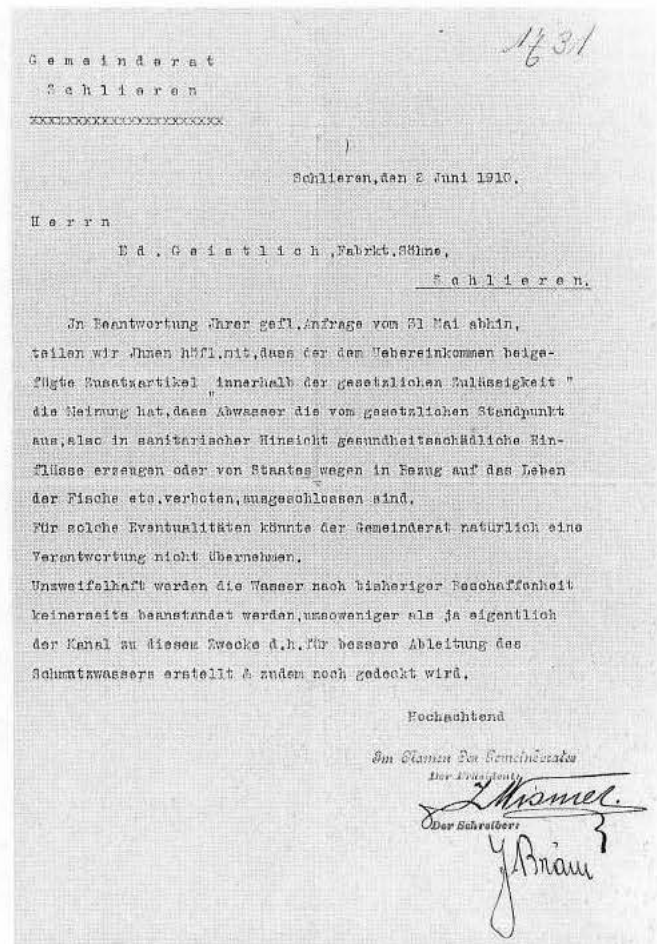 1731
Gemeinderat
Schlieren
xxxxxxxxxxxxxxxxxxxxxxx
Schlieren,den 2 Juni 1910.
Herrn
Ed. Geistlich,Fabrkt.Söhne,
Schlieren.
Jn Beantwortung Jhrer gefl.Anfrage vom 31 Mai abhin,
teilen wir Jhnen höfl.mit,dass der dem Uebereinkommen beige-
fügte Zusatzartikel "innerhalb der gesetzlichen Zulässigkeit "
die Meinung hat,dass Abwasser die vom gesetzlichen Standpunkt
aus,also in sanitarischer Hinsicht gesundheitsschädliche Ein-
flüsse erzeugen oder von Staates wegen in Bezug auf das Leben
der Fische etc.verboten,ausgeschlossen sind.
Für solche Eventualitäten könnte der Gemeinderat natürlich eine
Verantwortung nicht übernehmen.
Unzweifelhaft werden die Wasser nach bisheriger Beschaffenheit
keinerseits beanstandet werden,umsoweniger als ja eigentlich
der Kanal zu diesem Zwecke d.h.für bessere Ableitung des
Schmutzwassers erstellt & zudem noch gedeckt wird.
Hochachtend
Im Namen des Gemeinderates
Der Präsident:
Der Schreiber:
J Bräm